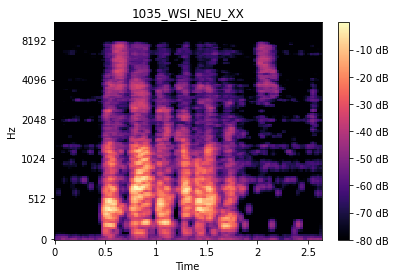 1035_WSI_NEU_XX
8192
4096
2048
1024
512
0
Hz
0 0.5 1 1.5 2 2.5
Time
-10 dB
-20 dB
-30 dB
-40 dB
-50 dB
-60 dB
-70 dB
-80 dB